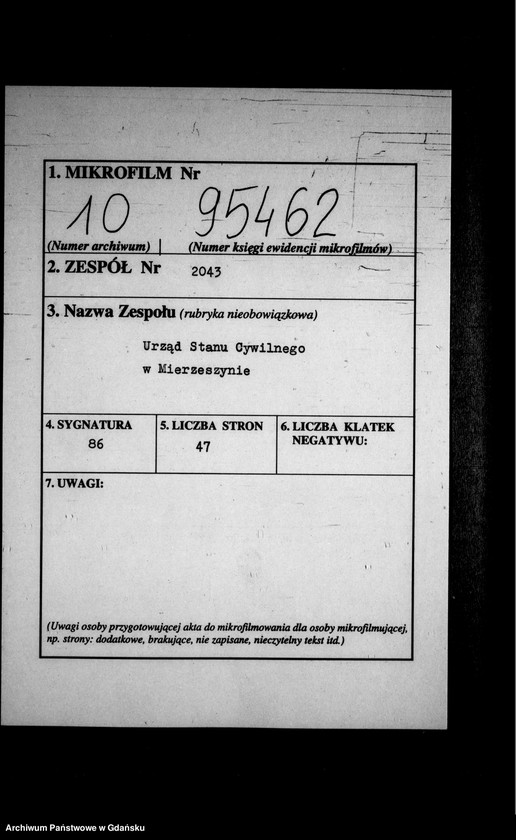 1. MIKROFILM Nr
10 95462
(Numer archiwum) (Numer księgi ewidencji mikrofilmów)
2. ZESPÓŁ Nr 2043
3. Nazwa Zespołu (rubryka nieobowiązkowa)
Urząd Stanu Cywilnego
w Mierzeszynie
4. SYGNATURA 5. LICZBA STRON 6. LICZBA KLATEK
NEGATYWU:
86 47
7. UWAGI:
(Uwagi osoby przygotowującej akta do mikrofilmowania dla osoby mikrofilmującej,
np. strony: dodatkowe, brakujące, nie zapisane, nieczytelny tekst itd.)
Archiwum Państwowe w Gdańsku